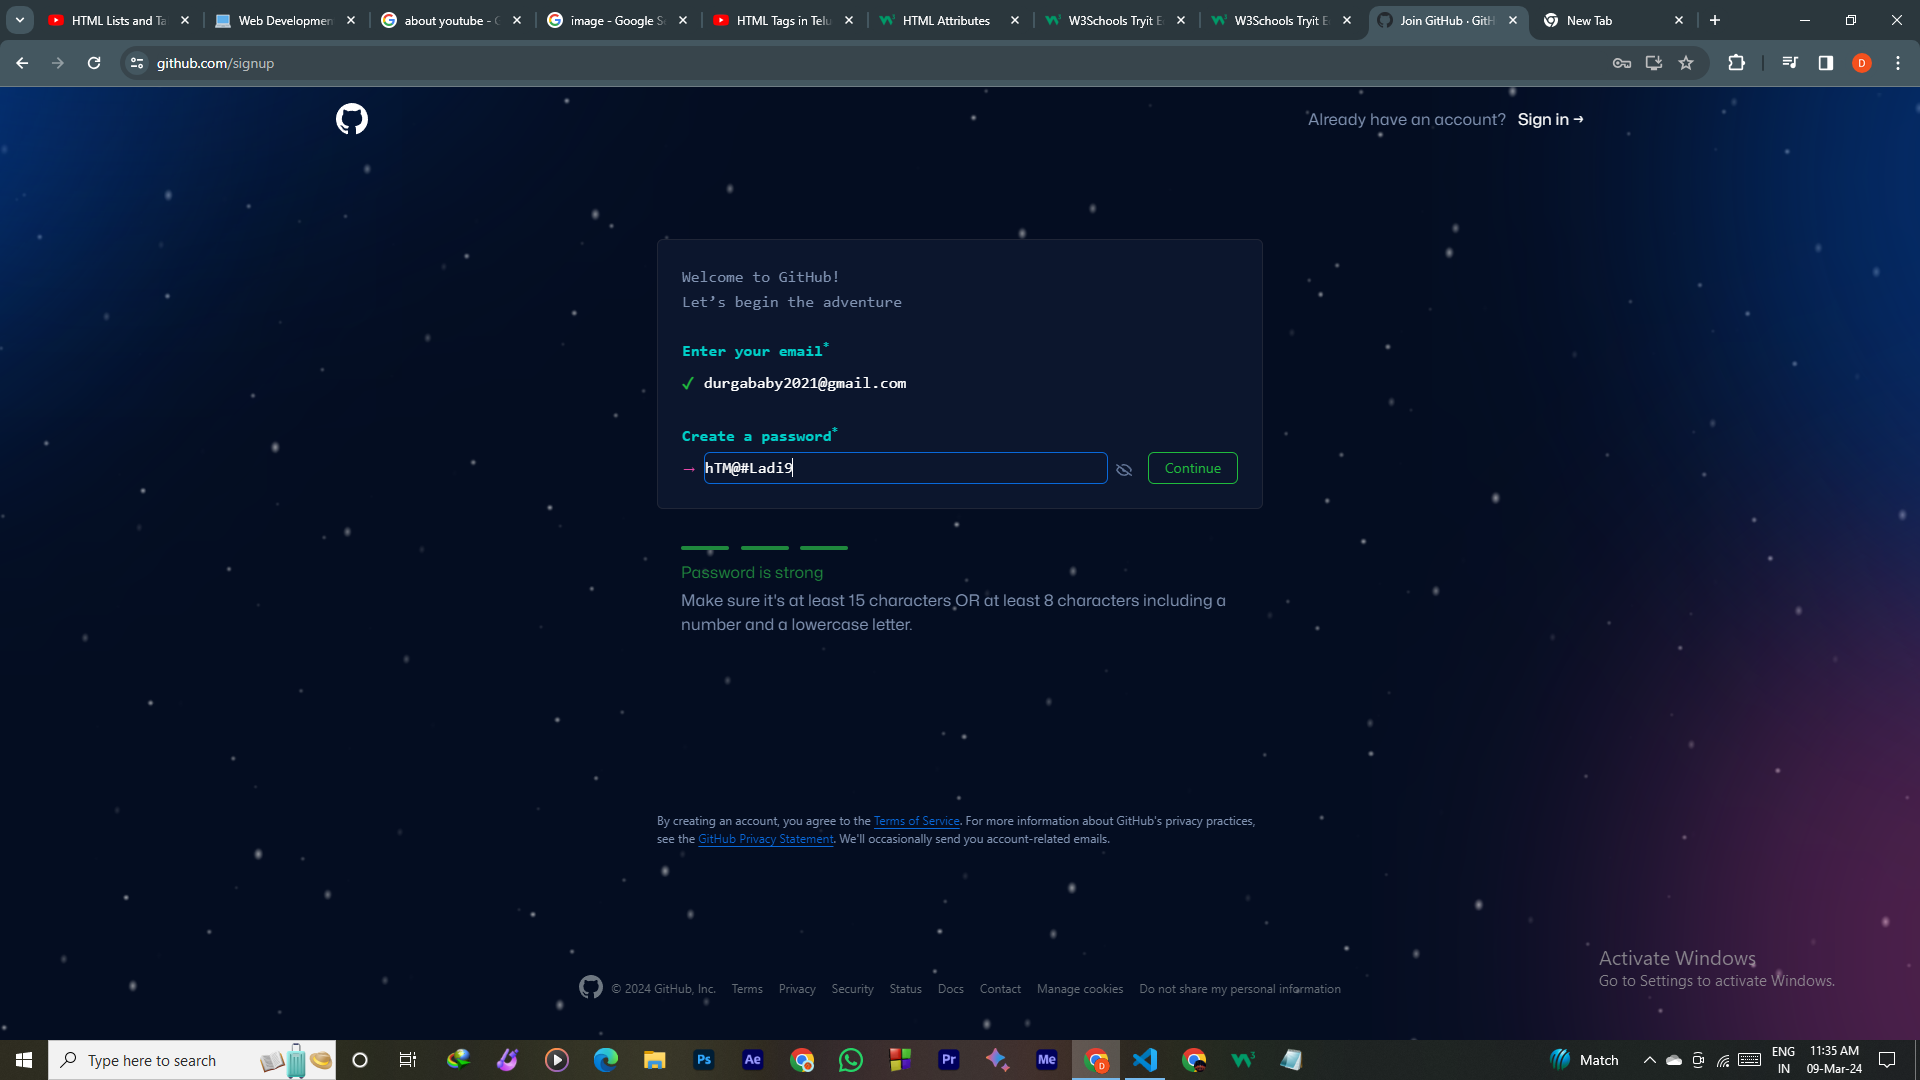 HTML Lists and Ta
Web Developmen
about youtube - G
image - Google Se
HTML Tags in Telu
HTML Attributes
W3Schools Tryit E
W3Schools Tryit E
Join GitHub · GitH
New Tab
github.com/signup
D
Already have an account? Sign in →
Welcome to GitHub!
Let’s begin the adventure
Enter your email*
✓ durgababy2021@gmail.com
Create a password*
→ hTM@#Ladi9
Continue
Password is strong
Make sure it's at least 15 characters OR at least 8 characters including a
number and a lowercase letter.
By creating an account, you agree to the Terms of Service. For more information about GitHub's privacy practices,
see the GitHub Privacy Statement. We'll occasionally send you account-related emails.
Activate Windows
Go to Settings to activate Windows.
© 2024 GitHub, Inc. Terms Privacy Security Status Docs Contact Manage cookies Do not share my personal information
Type here to search
Ps
Ae
Pr
Me
D
Match
ENG
IN
11:35 AM
09-Mar-24